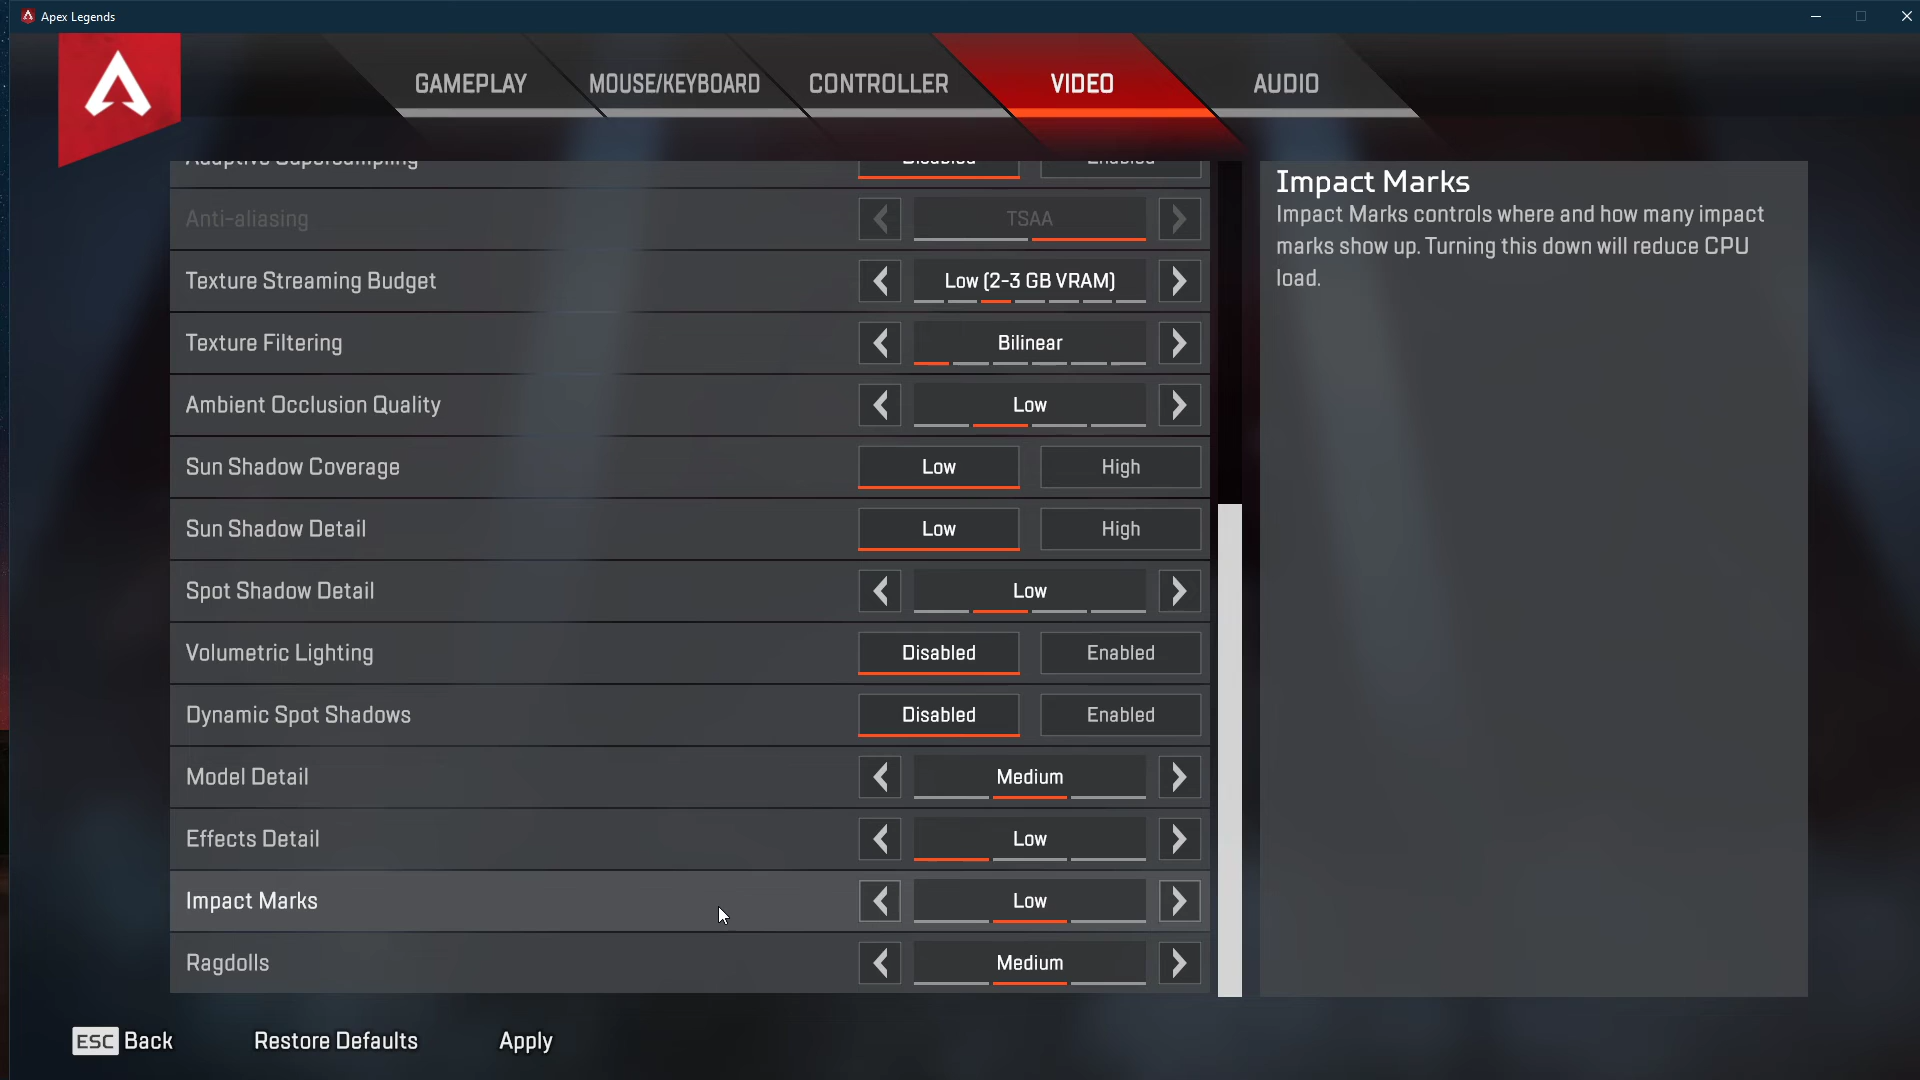 Apex Legends
GAMEPLAY
MOUSE/KEYBOARD
CONTROLLER
VIDEO
AUDIO
Adaptive Supersampling
Disabled
Enabled
Anti-aliasing
TSAA
Texture Streaming Budget
Low (2-3 GB VRAM)
Texture Filtering
Bilinear
Ambient Occlusion Quality
Low
Sun Shadow Coverage
Low
High
Sun Shadow Detail
Low
High
Spot Shadow Detail
Low
Volumetric Lighting
Disabled
Enabled
Dynamic Spot Shadows
Disabled
Enabled
Model Detail
Medium
Effects Detail
Low
Impact Marks
Low
Ragdolls
Medium
Impact Marks
Impact Marks controls where and how many impact
marks show up. Turning this down will reduce CPU
load.
ESC Back
Restore Defaults
Apply